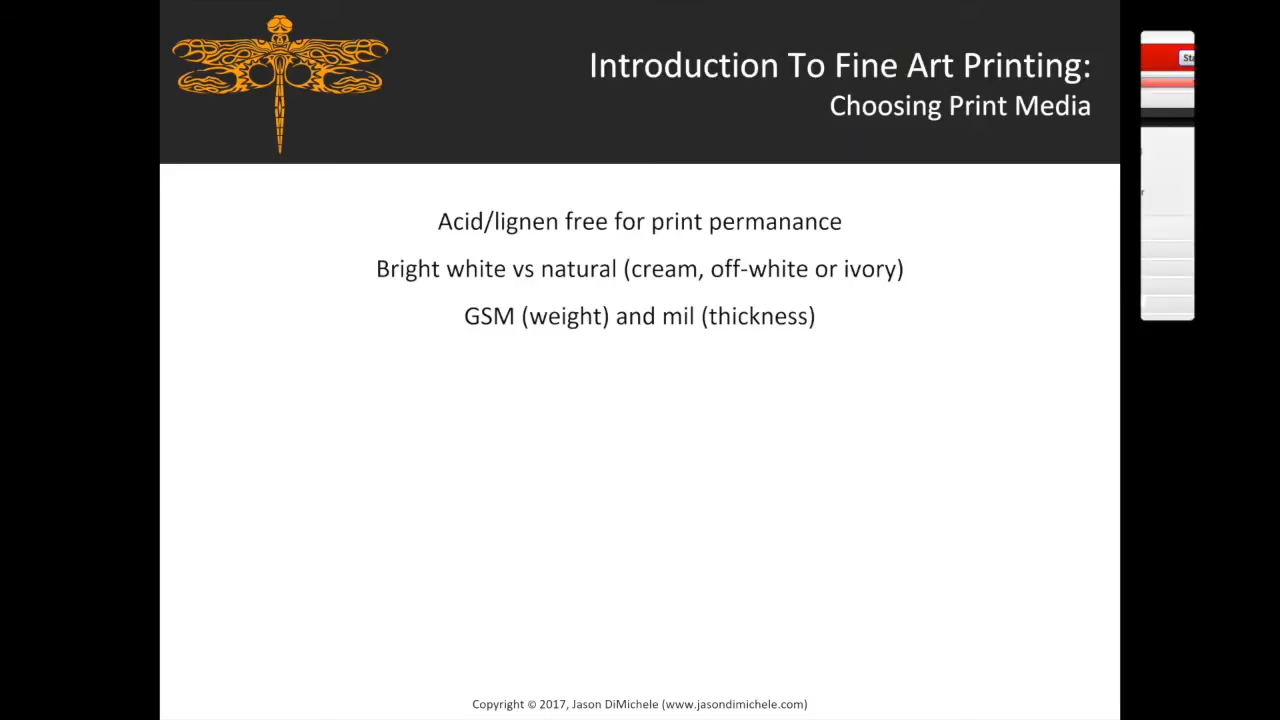 Introduction To Fine Art Printing:
Choosing Print Media
Acid/lignen free for print permanance
Bright white vs natural (cream, off-white or ivory)
GSM (weight) and mil (thickness)
Copyright © 2017, Jason DiMichele (www.jasondimichele.com)